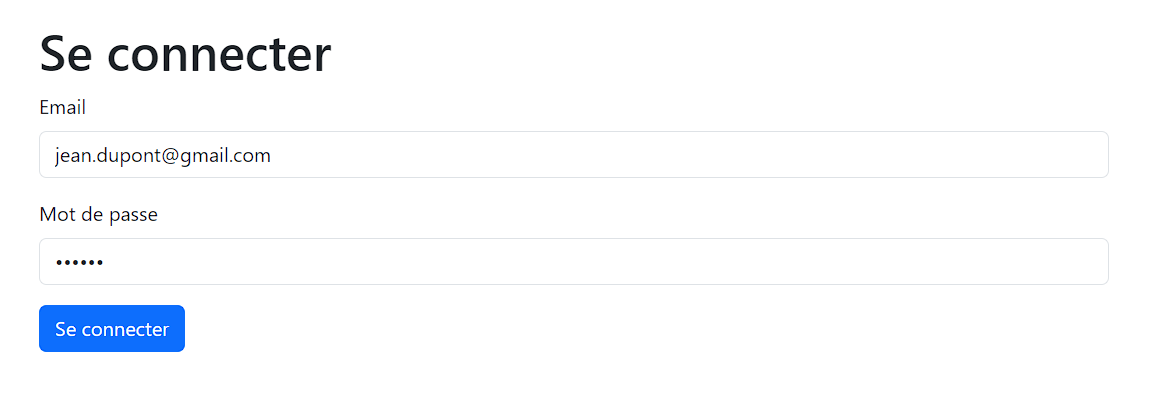 Se connecter
Email
jean.dupont@gmail.com
Mot de passe
••••••
Se connecter